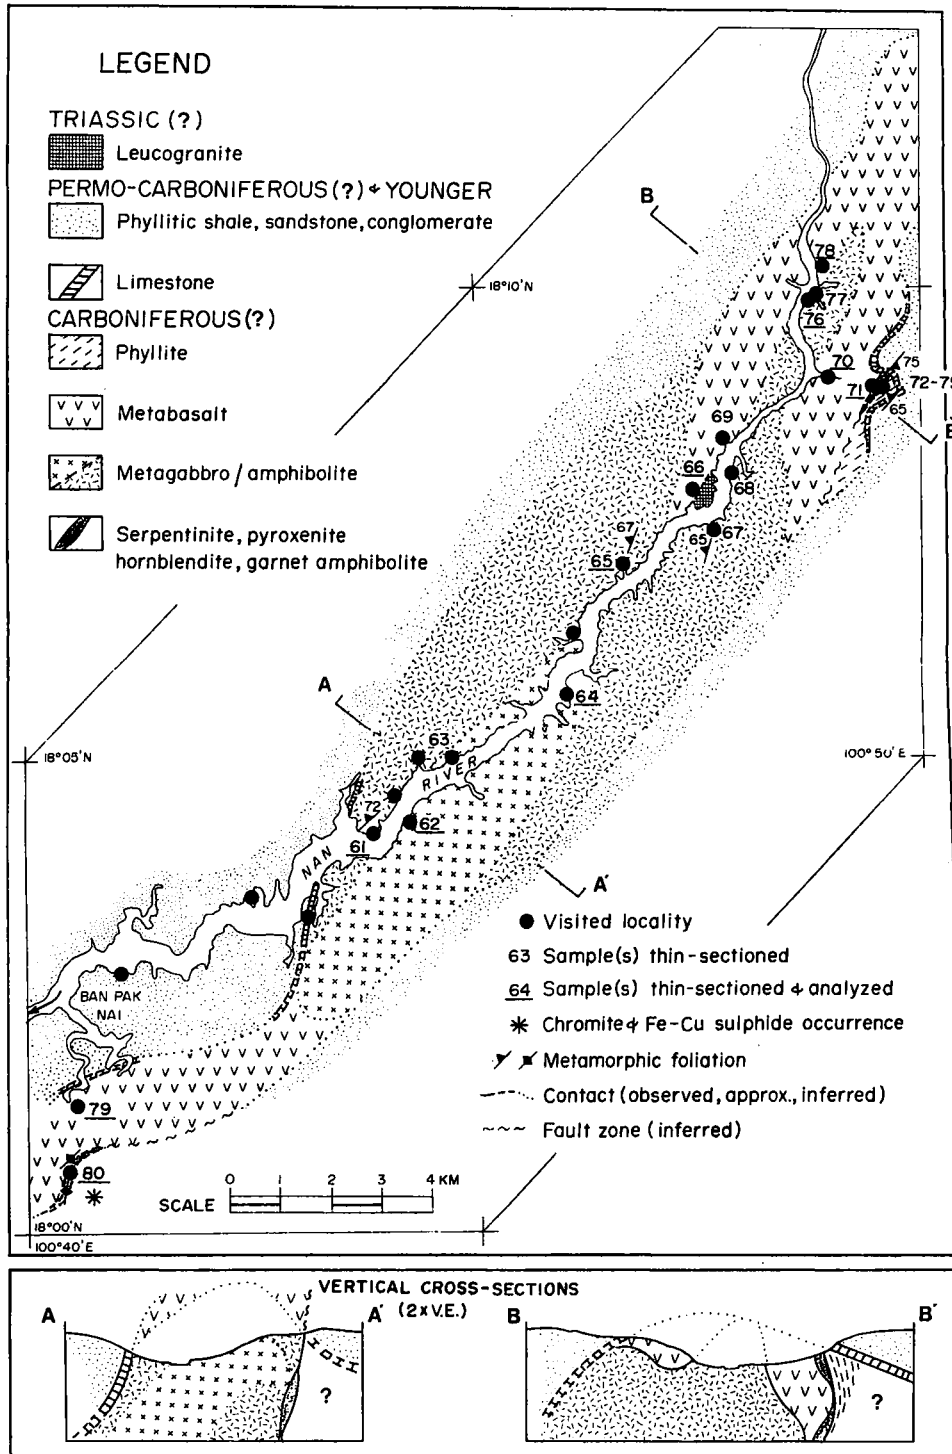 LEGEND
TRIASSIC (?)
Leucogranite
PERMO-CARBONIFEROUS(?) & YOUNGER
Phyllitic shale, sandstone, conglomerate
Limestone
CARBONIFEROUS(?)
Phyllite
Metabasalt
Metagabbro / amphibolite
Serpentinite, pyroxenite
hornblendite, garnet amphibolite
B
78
18°10'N
77
76
70
75
71
72-75
65
B
69
66
68
67
65
67
65
A
64
18°05'N
100°50'E
63
RIVER
72
62
61
NAN
A'
BAN PAK
NAI
79
80
Visited locality
63 Sample(s) thin-sectioned
64 Sample(s) thin-sectioned & analyzed
Chromite & Fe-Cu sulphide occurrence
Metamorphic foliation
Contact (observed, approx., inferred)
Fault zone (inferred)
0 1 2 3 4 KM
SCALE
18°00'N
100°40'E
VERTICAL CROSS-SECTIONS
(2 x V.E.)
A A' B B'
? ?